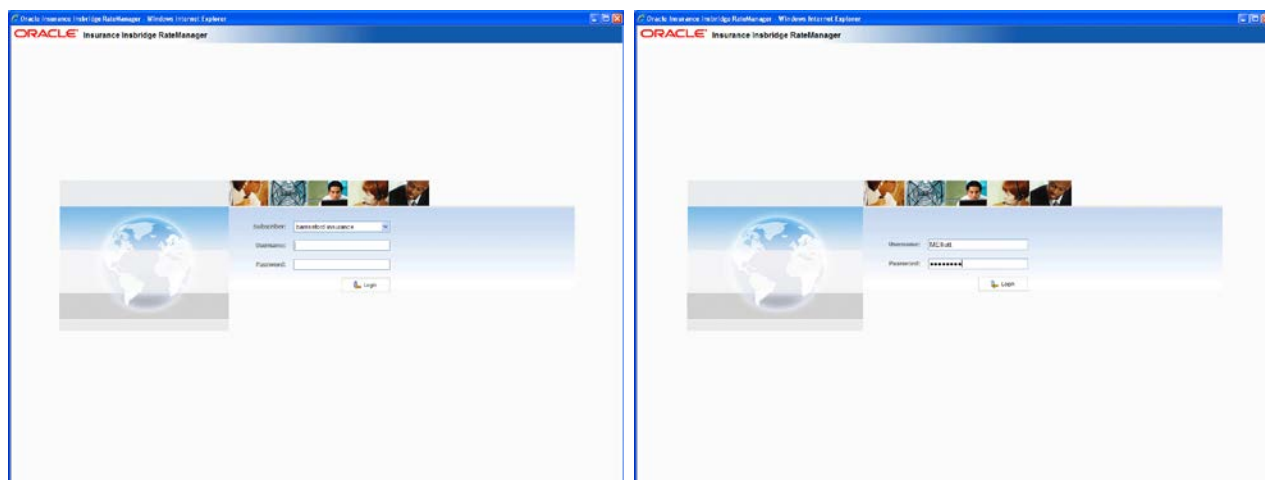 Oracle Insurance Insbridge RateManager - Windows Internet Explorer
ORACLE Insurance Insbridge RateManager
Subscriber:
insurance
Username:
Password:
Login
Oracle Insurance Insbridge RateManager - Windows Internet Explorer
ORACLE Insurance Insbridge RateManager
Username:
Password: ••••••••
Login